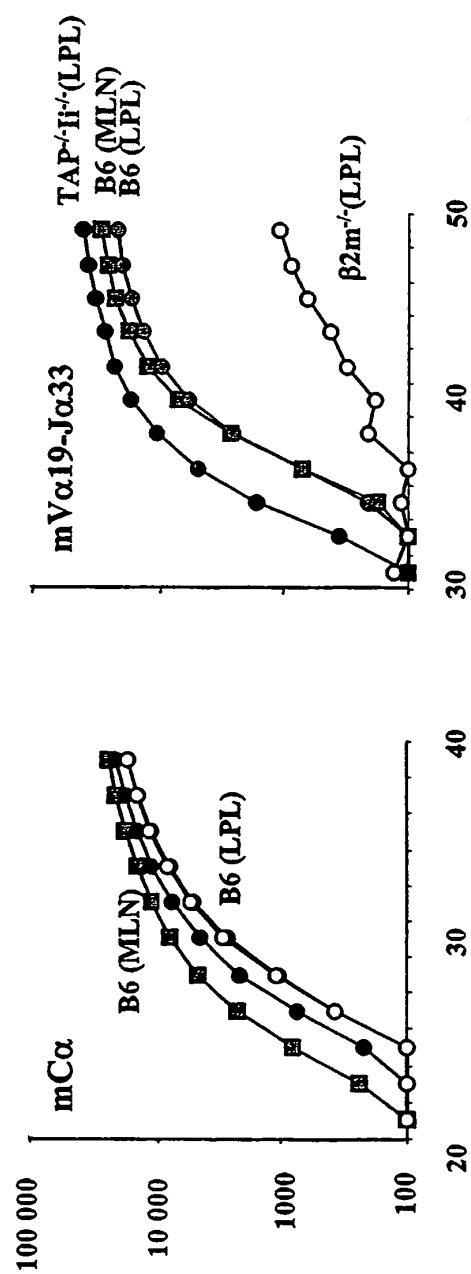 mCα
B6 (MLN)
B6 (LPL)
100 000
10 000
1000
100
20
30
40
mVα19-Jα33
TAP-/-Ii-/-(LPL)
B6 (MLN)
B6 (LPL)
β2m-/-(LPL)
30
40
50